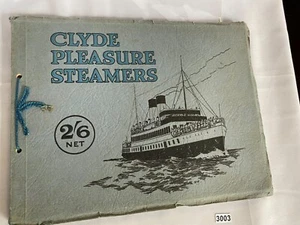 CLYDE
PLEASURE
STEAMERS
2/6
NET
3003